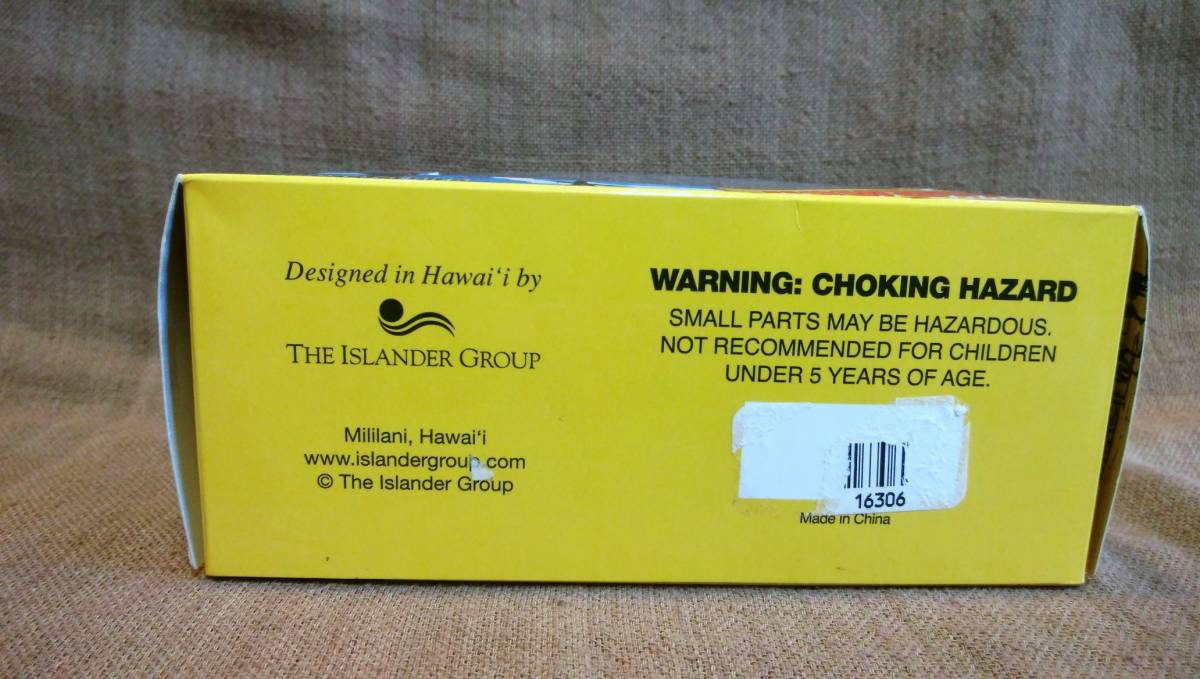 Designed in Hawai‘i by
THE ISLANDER GROUP
Mililani, Hawai‘i
www.islandergroup.com
© The Islander Group
WARNING: CHOKING HAZARD
SMALL PARTS MAY BE HAZARDOUS.
NOT RECOMMENDED FOR CHILDREN
UNDER 5 YEARS OF AGE.
16306
Made in China